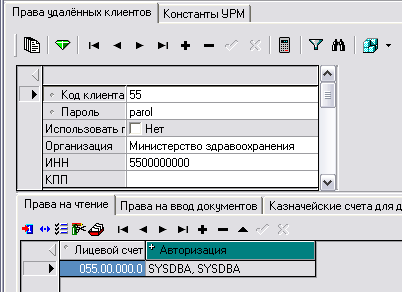 Права удалённых клиентов Константы УРМ
Код клиента 55
Пароль parol
Использовать г Нет
Организация Министерство здравоохранения
ИНН 5500000000
КПП
Права на чтение Права на ввод документов Казначейские счета для д
Лицевой счет Авторизация
055.00.000.0 SYSDBA, SYSDBA